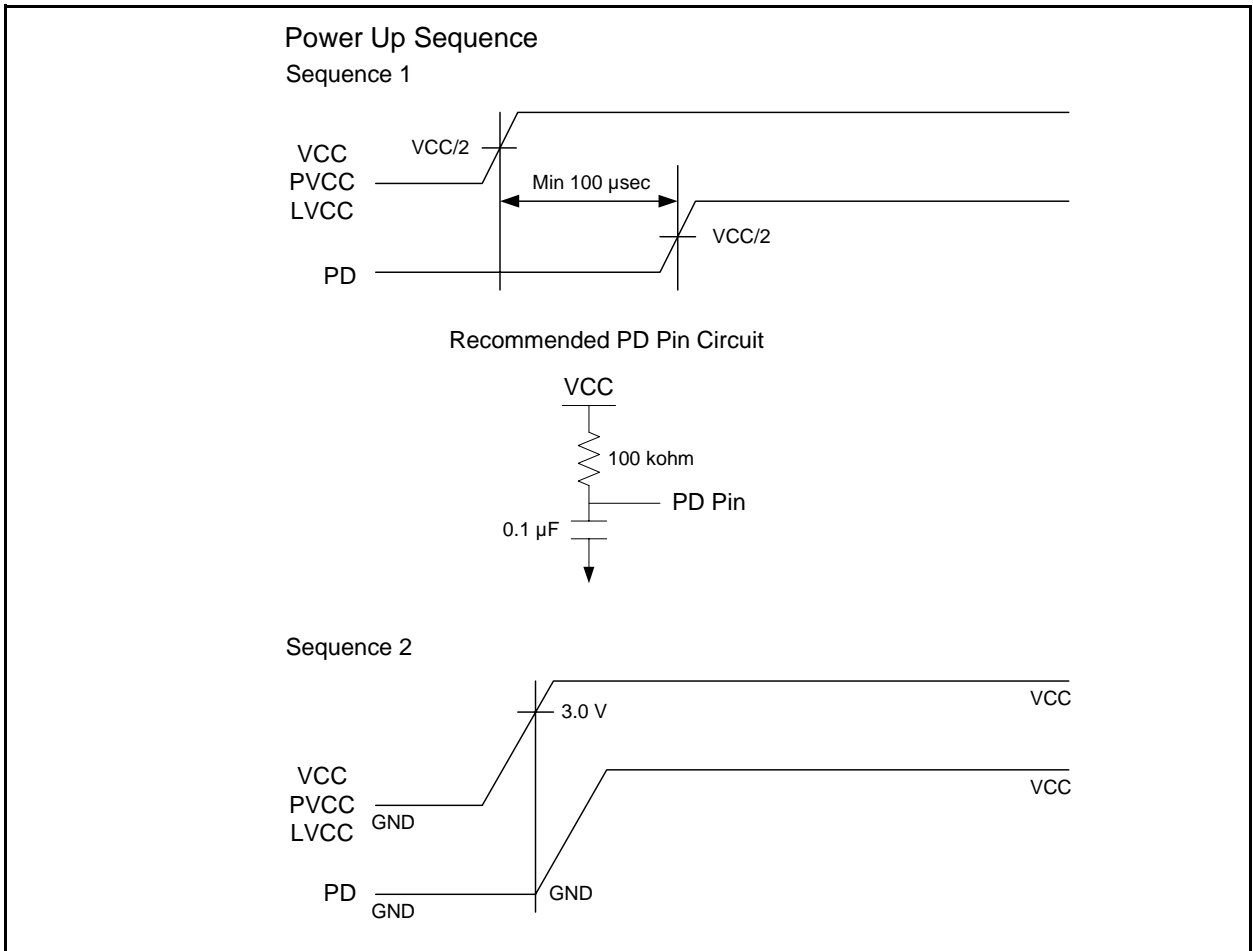 Power Up Sequence
Sequence 1
VCC
PVCC
LVCC
VCC/2
Min 100 µsec
VCC/2
PD
Recommended PD Pin Circuit
VCC
100 kohm
PD Pin
0.1 µF
Sequence 2
3.0 V
VCC
VCC
PVCC
LVCC
GND
VCC
PD
GND
GND